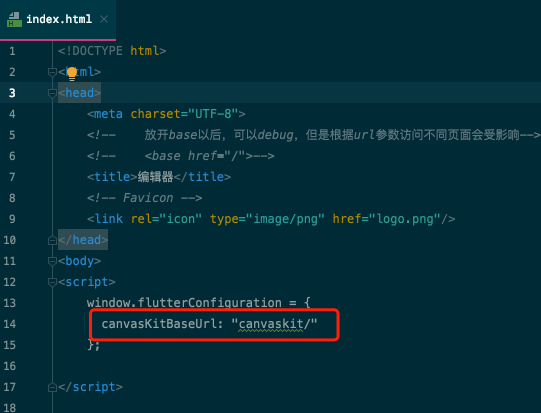 index.html
1 <!DOCTYPE html>
2 <html>
3 <head>
4 <meta charset="UTF-8">
5 <!-- 放开base以后，可以debug，但是根据url参数访问不同页面会受影响-->
6 <!-- <base href="/">-->
7 <title>编辑器</title>
8 <!-- Favicon -->
9 <link rel="icon" type="image/png" href="logo.png"/>
10 </head>
11 <body>
12 <script>
13 window.flutterConfiguration = {
14 canvasKitBaseUrl: "canvaskit/"
15 };
16
17 </script>
18